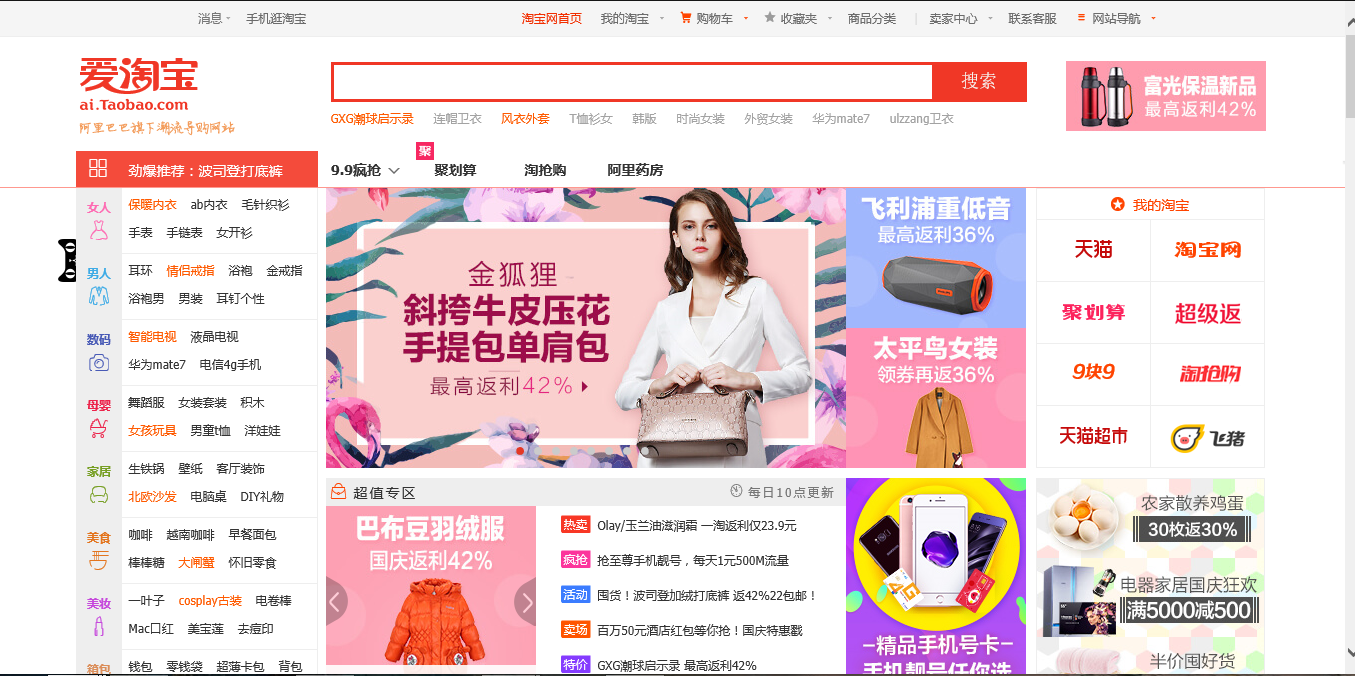 消息 手机逛淘宝 淘宝网首页 我的淘宝 购物车 收藏夹 商品分类 卖家中心 联系客服 网站导航
爱淘宝
ai.Taobao.com
阿里巴巴旗下潮流导购网站
搜索
GXG潮球启示录 连帽卫衣 风衣外套 T恤衫女 韩版 时尚女装 外贸女装 华为mate7 ulzzang卫衣
富光保温新品
最高返利42%
劲爆推荐：波司登打底裤
9.9疯抢 聚划算 淘抢购 阿里药房
聚
女人
保暖内衣 ab内衣 毛针织衫
手表 手链表 女开衫
男人
耳环 情侣戒指 浴袍 金戒指
浴袍男 男装 耳钉个性
数码
智能电视 液晶电视
华为mate7 电信4g手机
母婴
舞蹈服 女装套装 积木
女孩玩具 男童t恤 洋娃娃
家居
生铁锅 壁纸 客厅装饰
北欧沙发 电脑桌 DIY礼物
美食
咖啡 越南咖啡 早餐面包
棒棒糖 大闸蟹 怀旧零食
美妆
一叶子 cosplay古装 电卷棒
Mac口红 美宝莲 去痘印
箱包
钱包 零钱袋 超薄卡包 背包
金狐狸
斜挎牛皮压花
手提包单肩包
最高返利42%
飞利浦重低音
最高返利36%
太平鸟女装
领券再返36%
我的淘宝
天猫 淘宝网
聚划算 超级返
9块9 淘抢购
天猫超市 飞猪
超值专区 每日10点更新
巴布豆羽绒服
国庆返利42%
热卖 Olay/玉兰油滋润霜 一淘返利仅23.9元
疯抢 抢至尊手机靓号，每天1元500M流量
活动 囤货！波司登加绒打底裤 返42%22包邮！
卖场 百万50元酒店红包等你抢！国庆特惠戳
特价 GXG潮球启示录 最高返利42%
4G
精品手机号卡
手机靓号任你选
农家散养鸡蛋
30枚返30%
电器家居国庆狂欢
满5000减500
半价囤好货